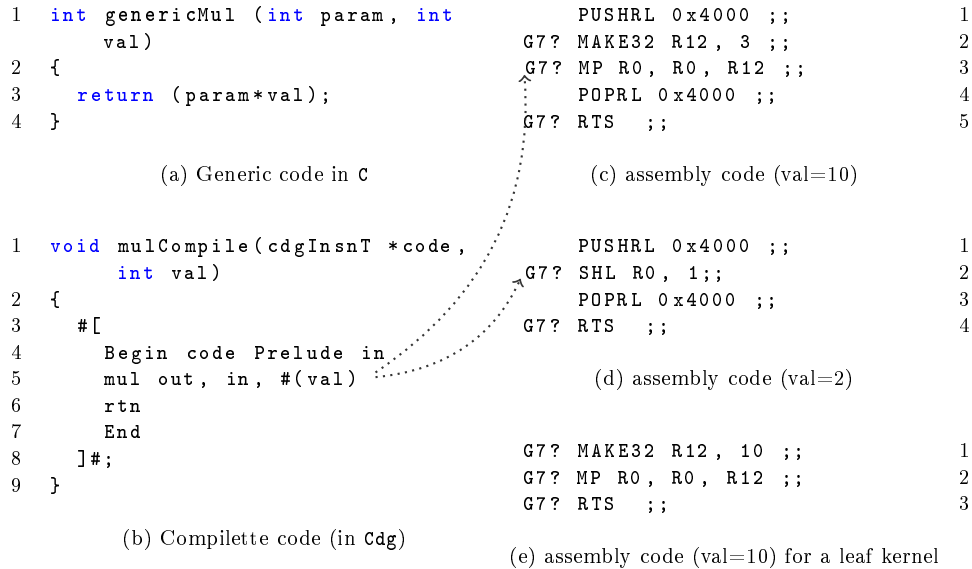 1 int genericMul (int param, int
val)
2 {
3 return (param*val);
4 }
(a) Generic code in C
1 void mulCompile(cdgInsnT *code,
int val)
2 {
3 #[
4 Begin code Prelude in
5 mul out, in, #(val)
6 rtn
7 End
8 ]#;
9 }
(b) Compilette code (in Cdg)
PUSHRL 0x4000 ;; 1
G7? MAKE32 R12, 3 ;; 2
G7? MP R0, R0, R12 ;; 3
POPRL 0x4000 ;; 4
G7? RTS ;; 5
(c) assembly code (val=10)
PUSHRL 0x4000 ;; 1
G7? SHL R0, 1;; 2
POPRL 0x4000 ;; 3
G7? RTS ;; 4
(d) assembly code (val=2)
G7? MAKE32 R12, 10 ;; 1
G7? MP R0, R0, R12 ;; 2
G7? RTS ;; 3
(e) assembly code (val=10) for a leaf kernel